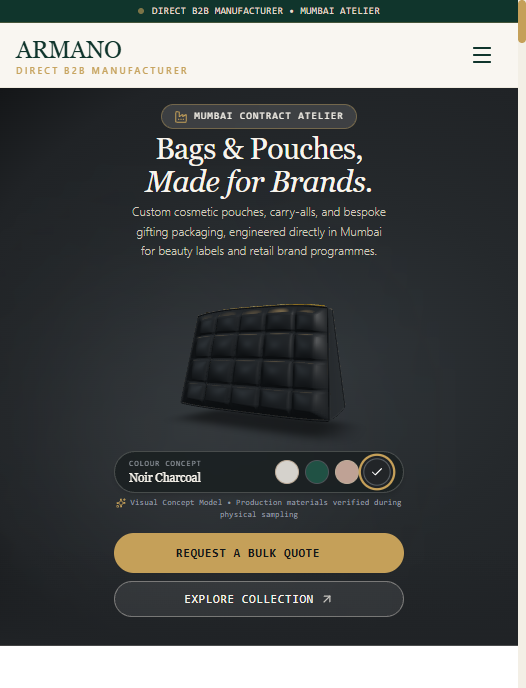 DIRECT B2B MANUFACTURER • MUMBAI ATELIER
ARMANO
DIRECT B2B MANUFACTURER
MUMBAI CONTRACT ATELIER
Bags & Pouches,
Made for Brands.
Custom cosmetic pouches, carry-alls, and bespoke
gifting packaging, engineered directly in Mumbai
for beauty labels and retail brand programmes.
COLOUR CONCEPT
Noir Charcoal
Visual Concept Model • Production materials verified during
physical sampling
REQUEST A BULK QUOTE
EXPLORE COLLECTION